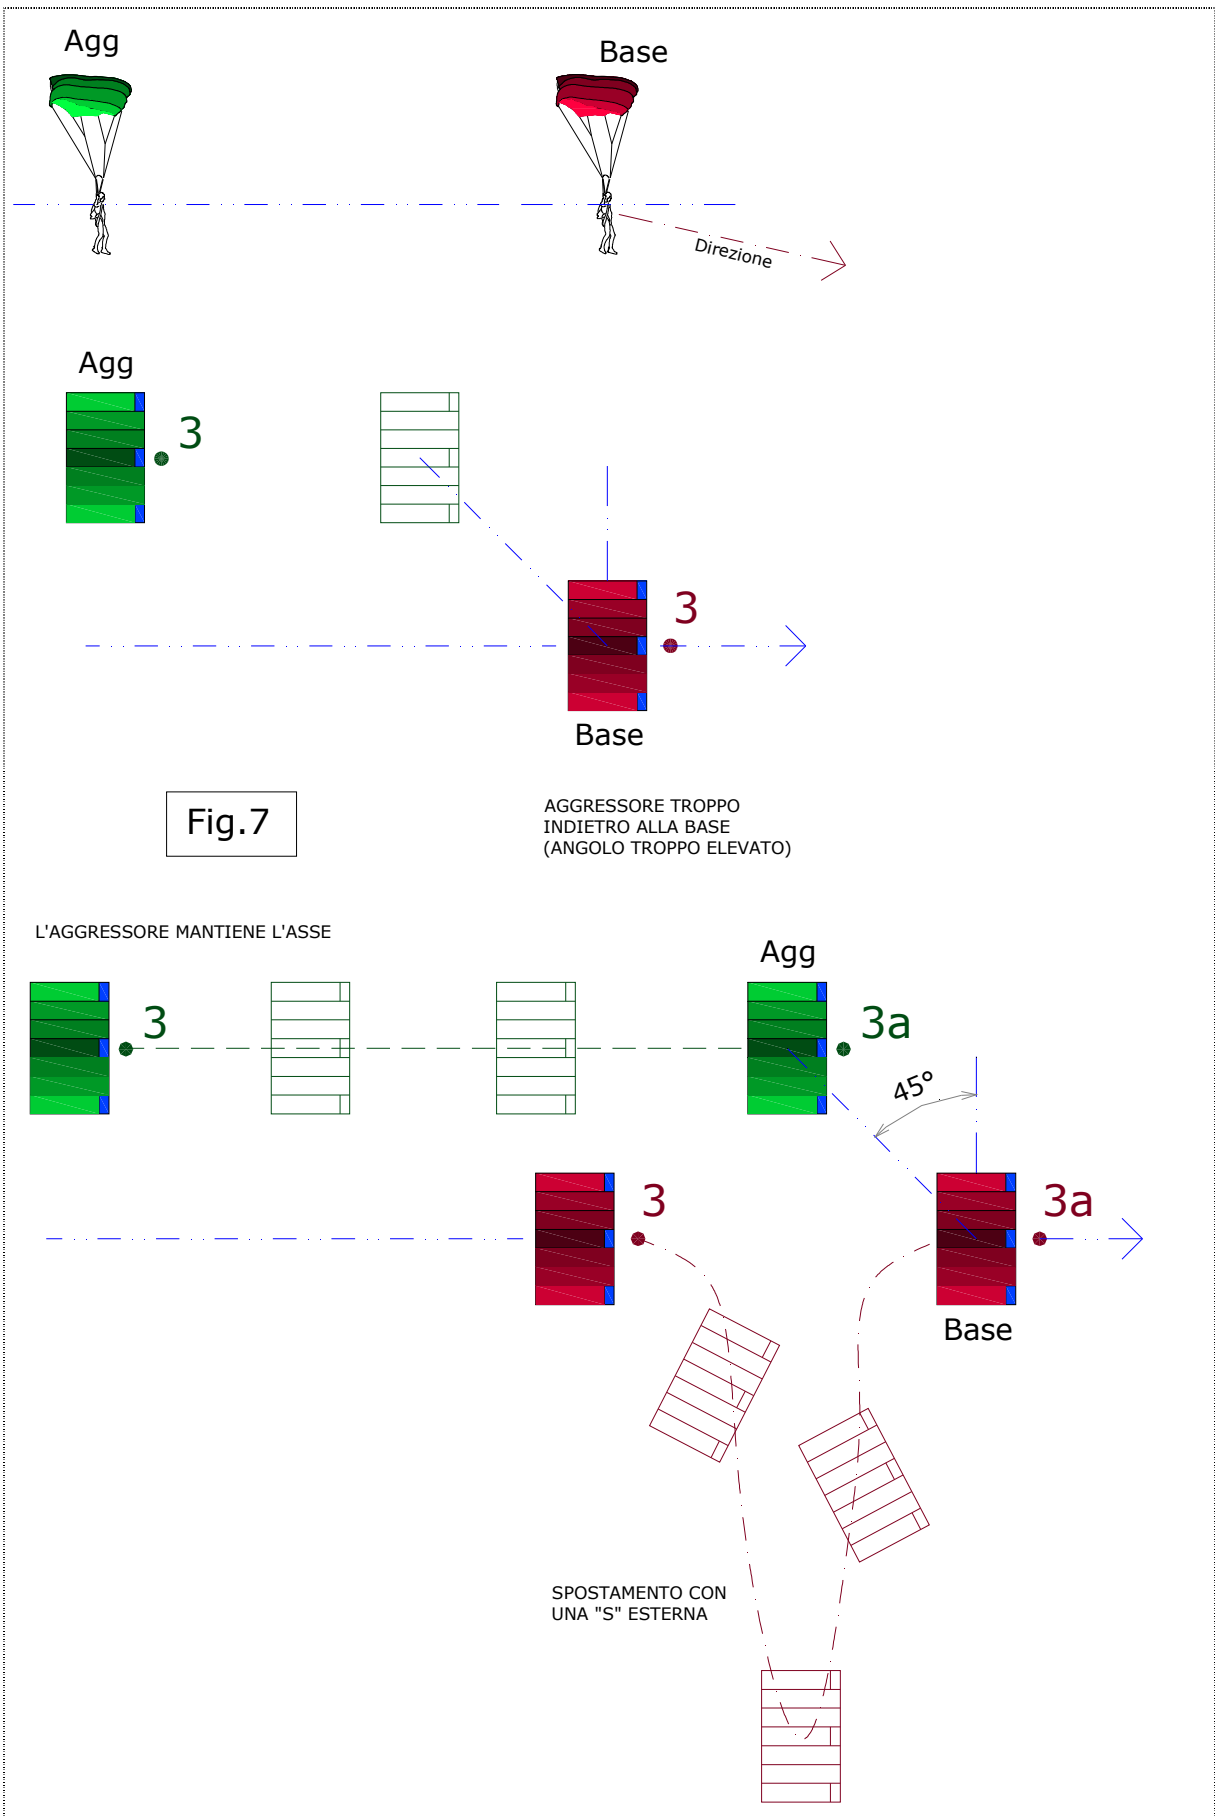 Agg
Base
Direzione
Agg
3
3
Base
Fig.7
AGGRESSORE TROPPO
INDIETRO ALLA BASE
(ANGOLO TROPPO ELEVATO)
L'AGGRESSORE MANTIENE L'ASSE
Agg
3
3a
45°
3
3a
Base
SPOSTAMENTO CON
UNA "S" ESTERNA